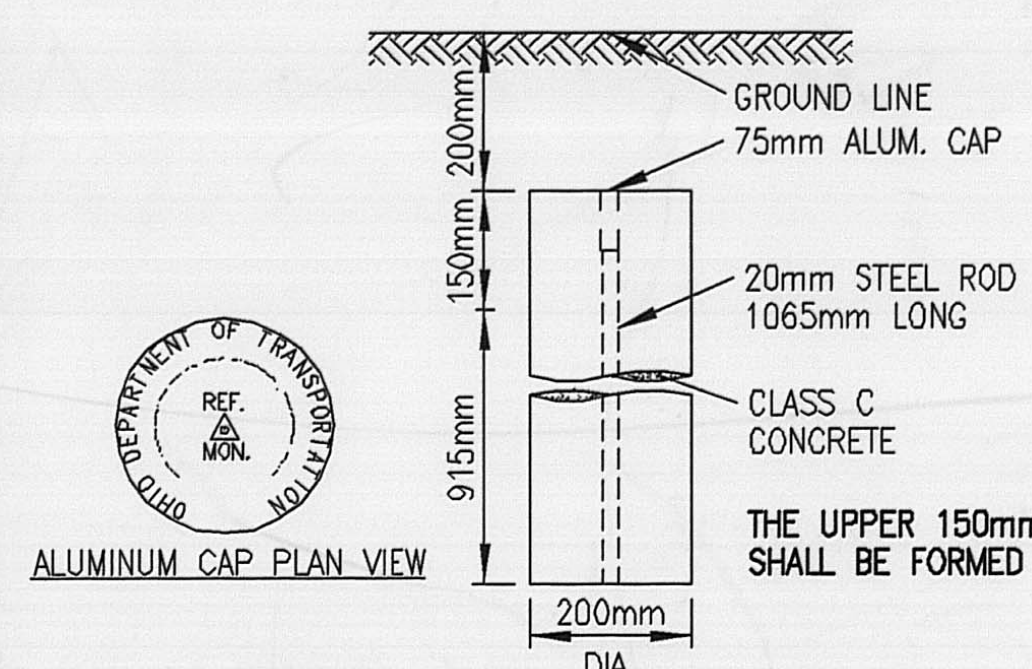 GROUND LINE
75mm ALUM. CAP
200mm
150mm
20mm STEEL ROD
1065mm LONG
915mm
CLASS C
CONCRETE
OHIO DEPARTMENT OF TRANSPORTATION
REF.
MON.
THE UPPER 150mm
SHALL BE FORMED
ALUMINUM CAP PLAN VIEW
200mm
DIA